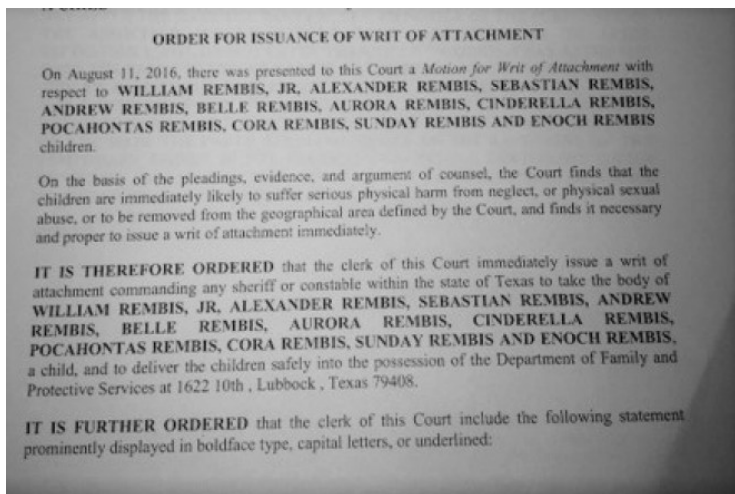 ORDER FOR ISSUANCE OF WRIT OF ATTACHMENT
On August 11, 2016, there was presented to this Court a Motion for Writ of Attachment with
respect to WILLIAM REMBIS, JR, ALEXANDER REMBIS, SEBASTIAN REMBIS,
ANDREW REMBIS, BELLE REMBIS, AURORA REMBIS, CINDERELLA REMBIS,
POCAHONTAS REMBIS, CORA REMBIS, SUNDAY REMBIS AND ENOCH REMBIS
children.
On the basis of the pleadings, evidence, and argument of counsel, the Court finds that the
children are immediately likely to suffer serious physical harm from neglect, or physical sexual
abuse, or to be removed from the geographical area defined by the Court, and finds it necessary
and proper to issue a writ of attachment immediately.
IT IS THEREFORE ORDERED that the clerk of this Court immediately issue a writ of
attachment commanding any sheriff or constable within the state of Texas to take the body of
WILLIAM REMBIS, JR, ALEXANDER REMBIS, SEBASTIAN REMBIS, ANDREW
REMBIS, BELLE REMBIS, AURORA REMBIS, CINDERELLA REMBIS,
POCAHONTAS REMBIS, CORA REMBIS, SUNDAY REMBIS AND ENOCH REMBIS,
a child, and to deliver the children safely into the possession of the Department of Family and
Protective Services at 1622 10th , Lubbock , Texas 79408.
IT IS FURTHER ORDERED that the clerk of this Court include the following statement
prominently displayed in boldface type, capital letters, or underlined: